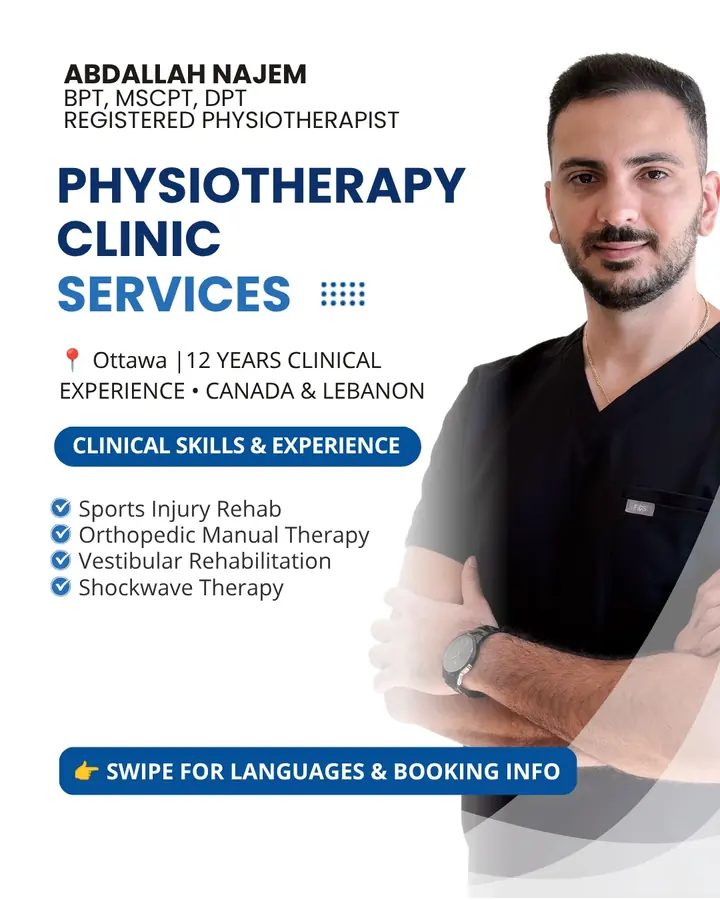 ABDALLAH NAJEM
BPT, MSCPT, DPT
REGISTERED PHYSIOTHERAPIST
PHYSIOTHERAPY
CLINIC
SERVICES
📍 Ottawa |12 YEARS CLINICAL
EXPERIENCE • CANADA & LEBANON
CLINICAL SKILLS & EXPERIENCE
Sports Injury Rehab
Orthopedic Manual Therapy
Vestibular Rehabilitation
Shockwave Therapy
👉 SWIPE FOR LANGUAGES & BOOKING INFO